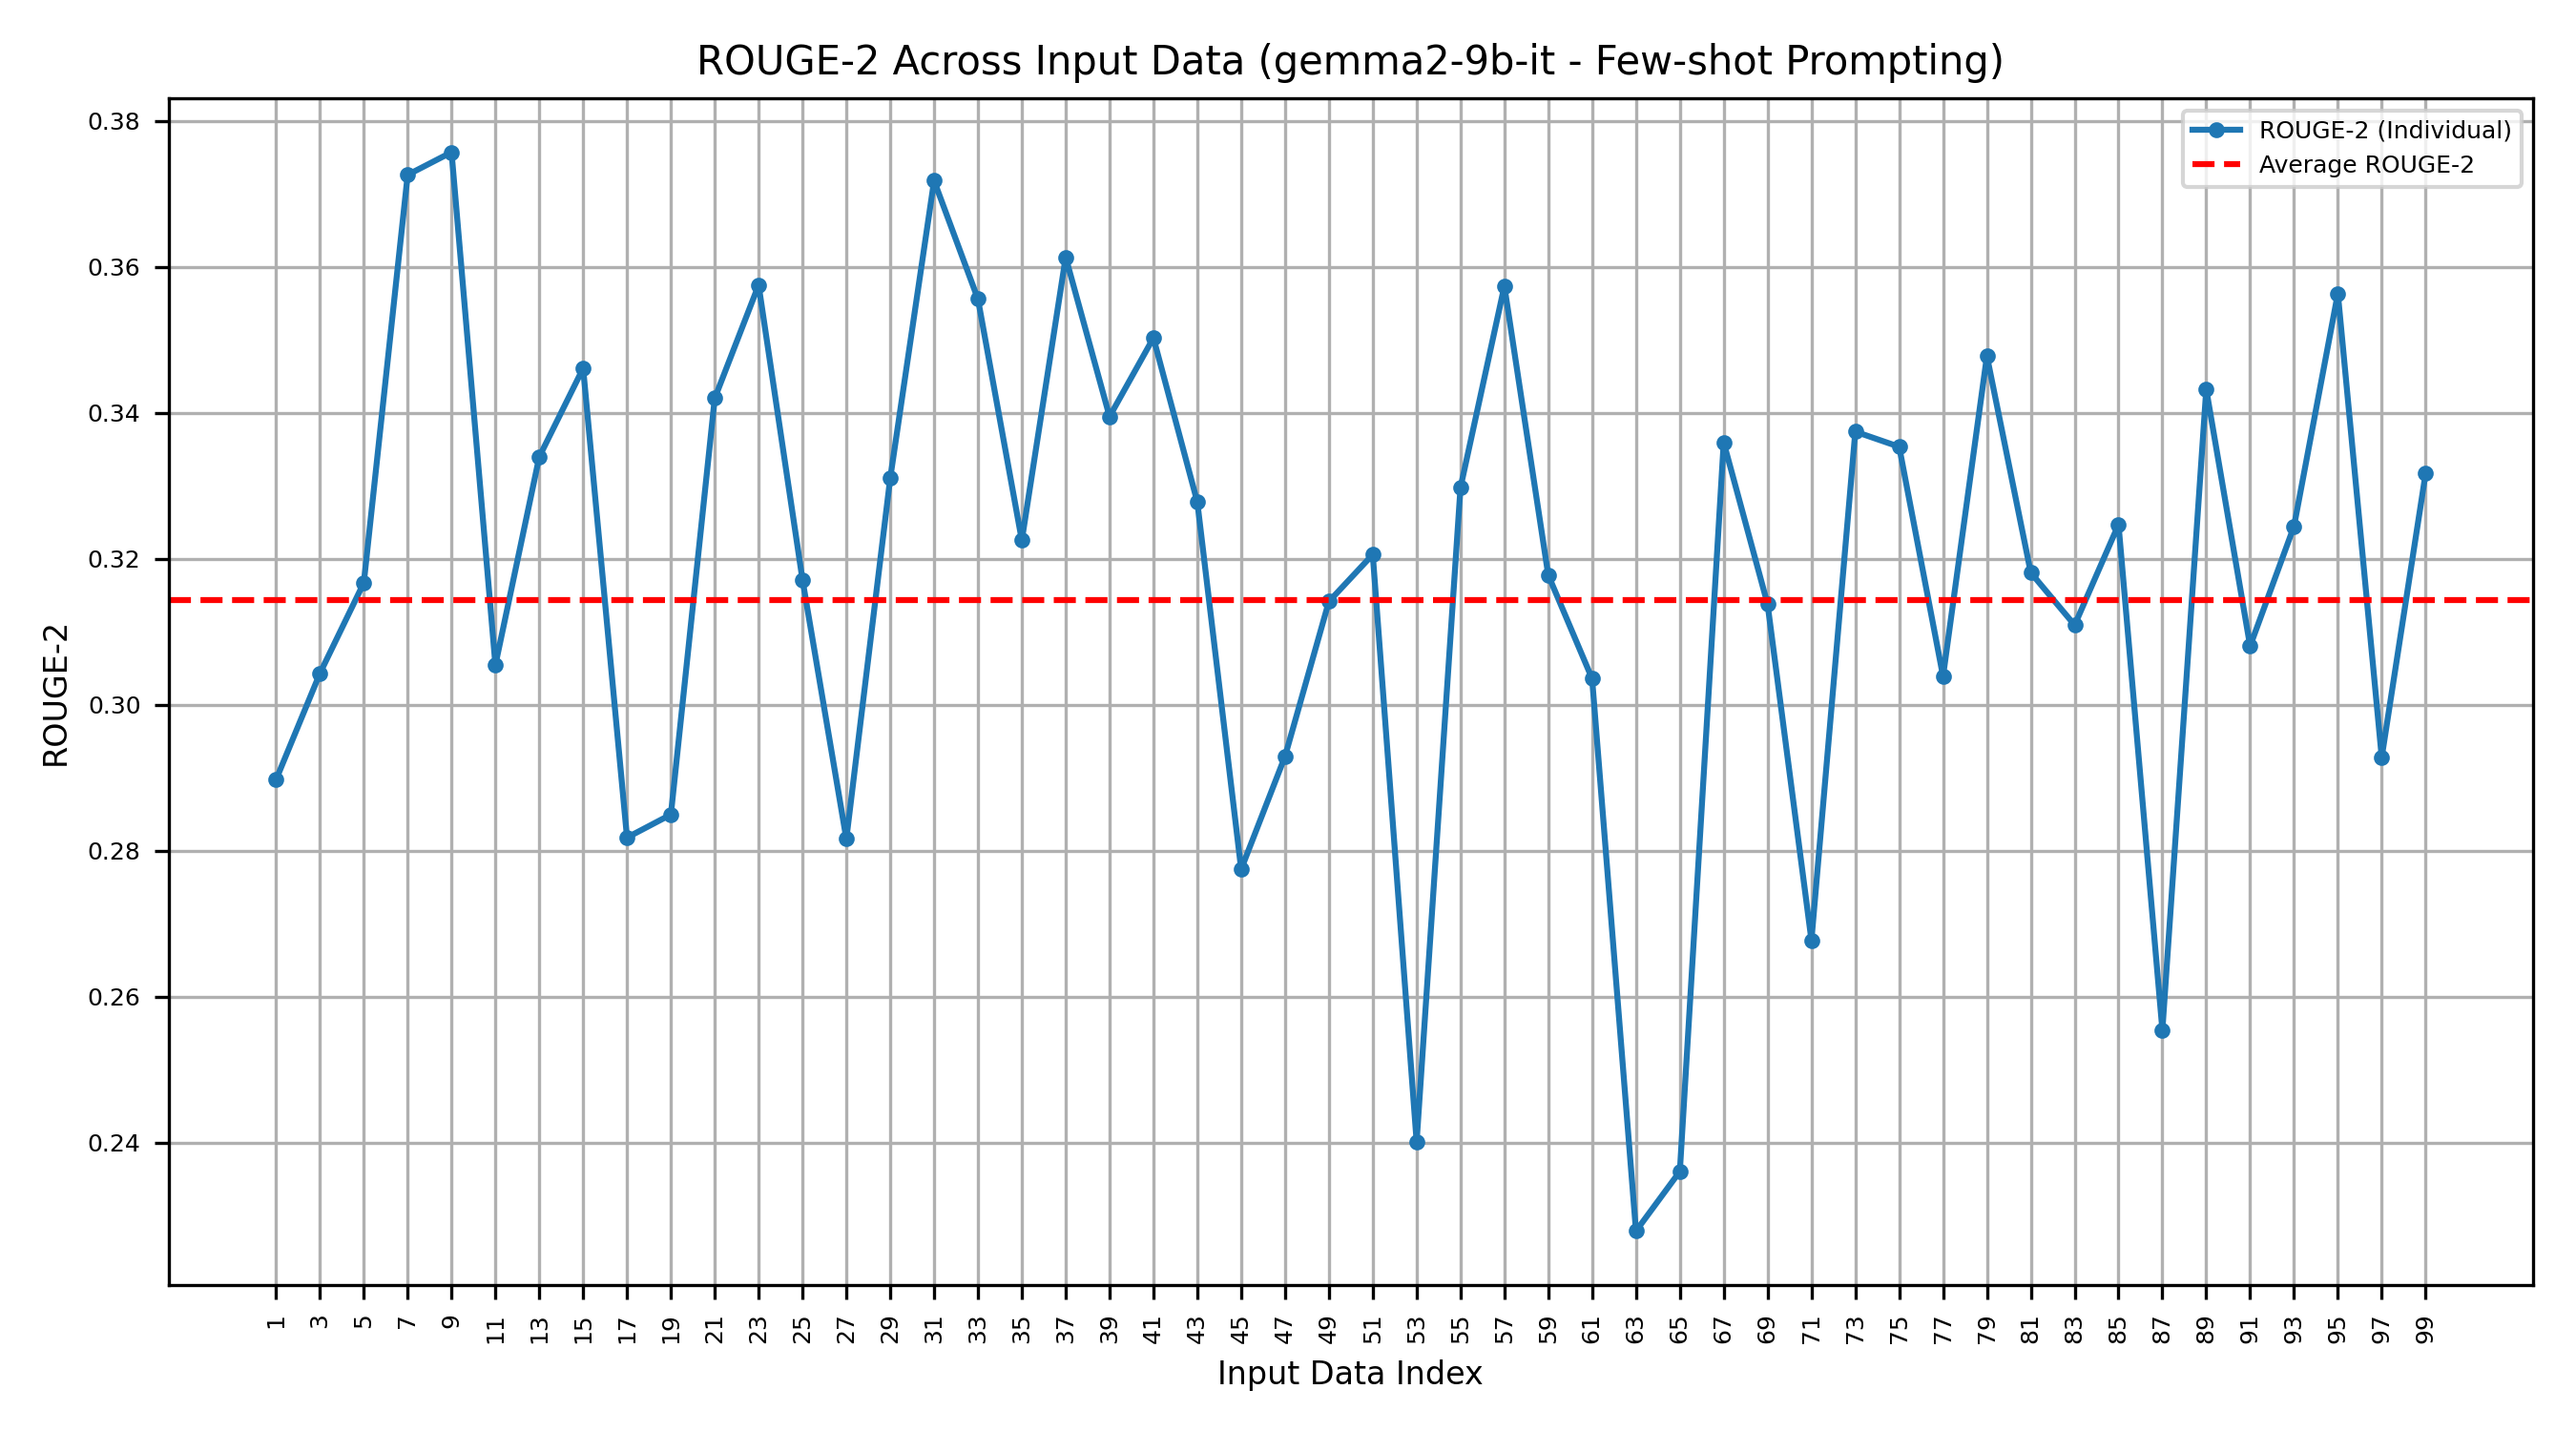 ROUGE-2 Across Input Data (gemma2-9b-it - Few-shot Prompting)
ROUGE-2 (Individual)
Average ROUGE-2
ROUGE-2
0.38
0.36
0.34
0.32
0.30
0.28
0.26
0.24
1 3 5 7 9 11 13 15 17 19 21 23 25 27 29 31 33 35 37 39 41 43 45 47 49 51 53 55 57 59 61 63 65 67 69 71 73 75 77 79 81 83 85 87 89 91 93 95 97 99
Input Data Index